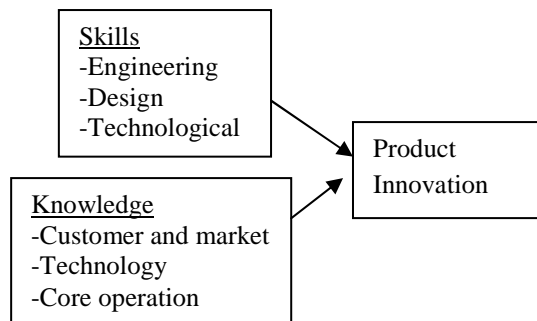 Skills
-Engineering
-Design
-Technological
Product
Innovation
Knowledge
-Customer and market
-Technology
-Core operation